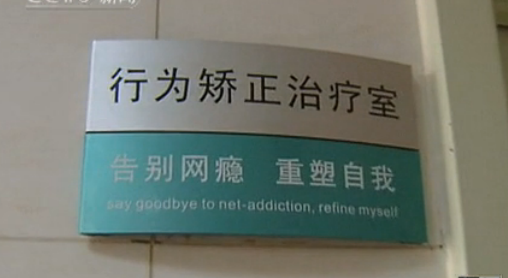 行为矫正治疗室
告别网瘾 重塑自我
say goodbye to net-addiction, refine myself